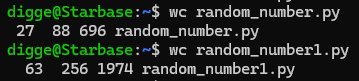 digge@Starbase:~$ wc random_number.py
 27  88 696 random_number.py
digge@Starbase:~$ wc random_number1.py
  63  256 1974 random_number1.py